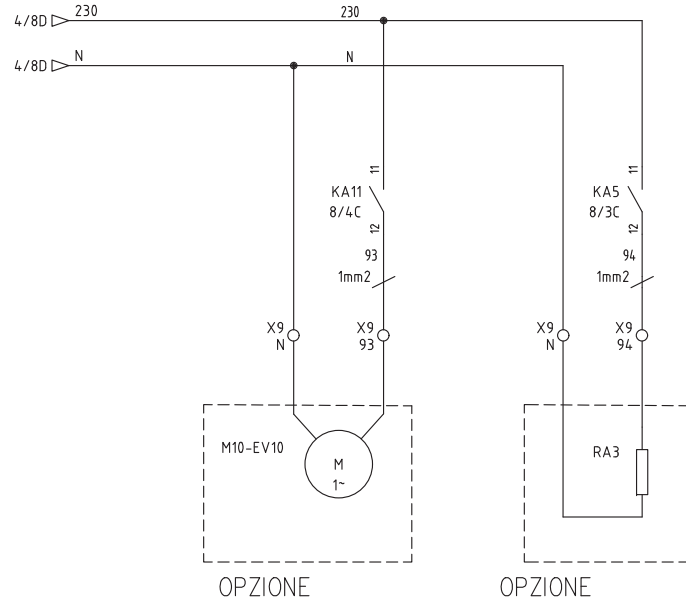 4/8D 230 230
4/8D N N
11 11
KA11 KA5
8/4C 8/3C
12 12
93 94
1mm2 1mm2
X9 X9 X9 X9
N 93 N 94
M10-EV10 RA3
M
1~
OPZIONE OPZIONE